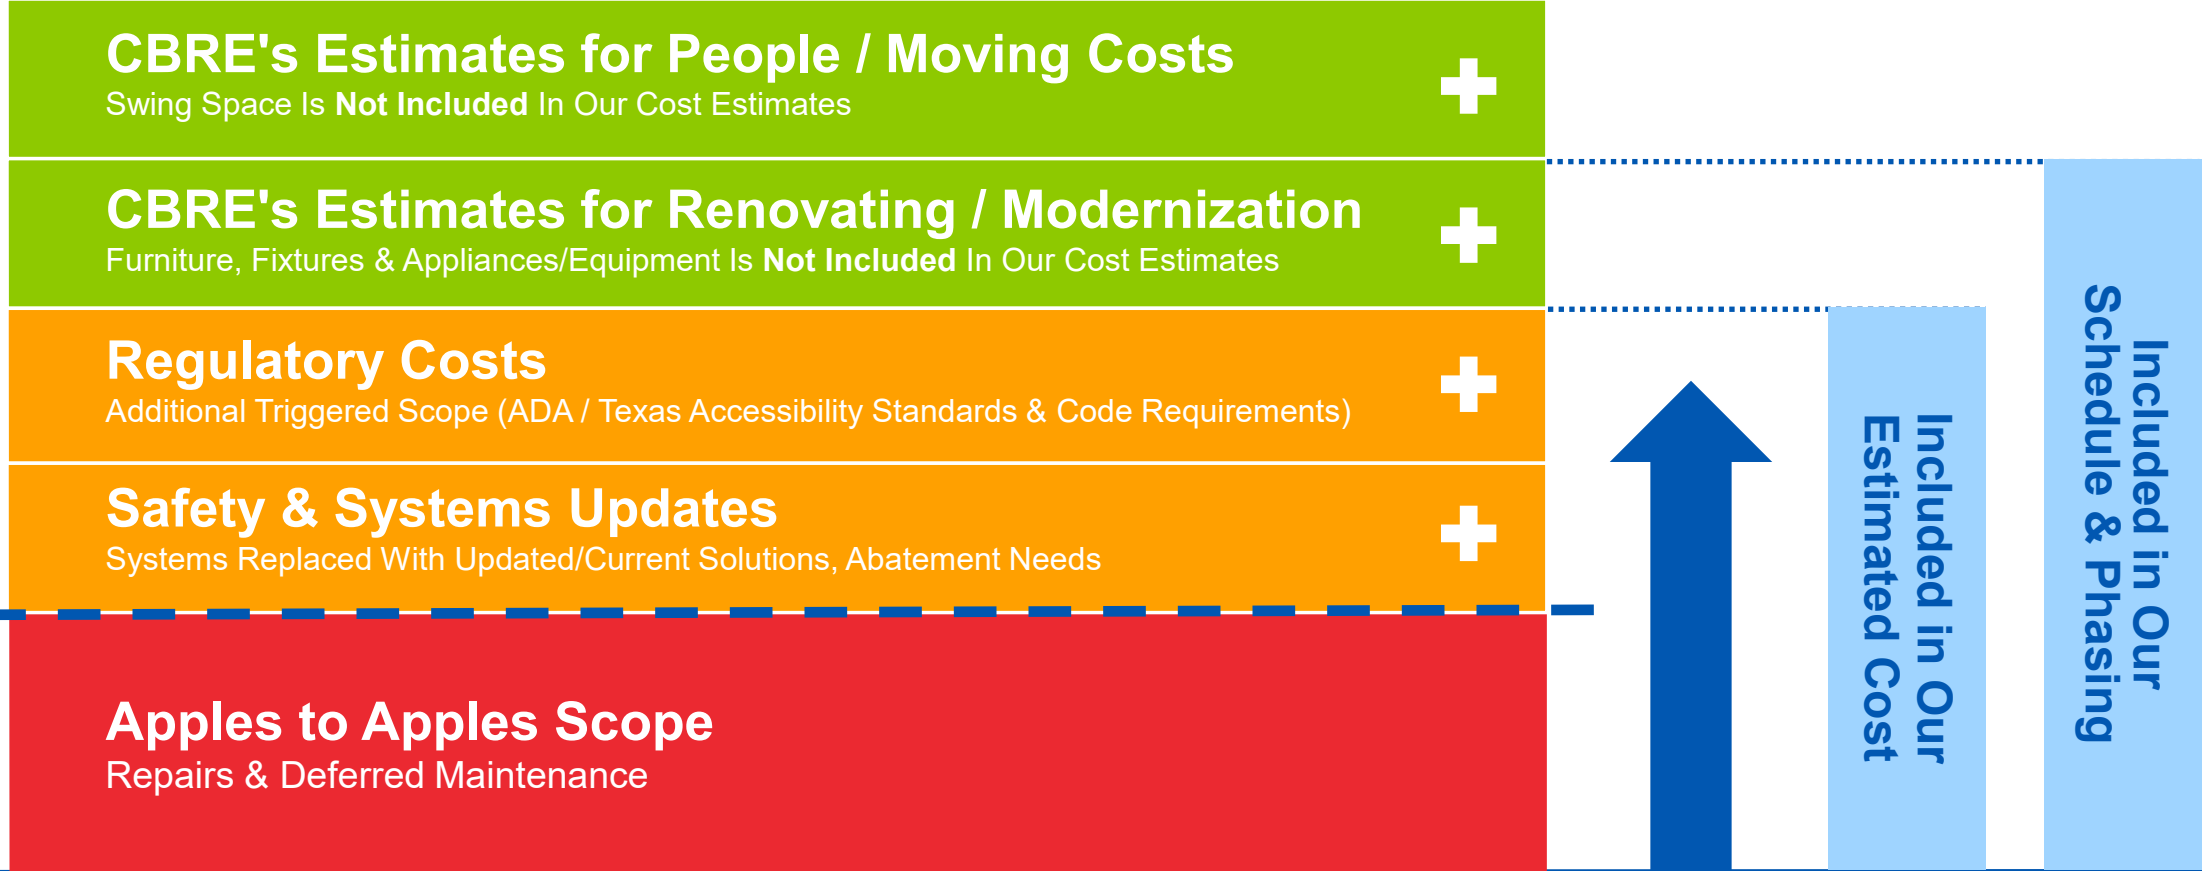 CBRE's Estimates for People / Moving Costs
Swing Space Is Not Included In Our Cost Estimates
CBRE's Estimates for Renovating / Modernization
Furniture, Fixtures & Appliances/Equipment Is Not Included In Our Cost Estimates
Regulatory Costs
Additional Triggered Scope (ADA / Texas Accessibility Standards & Code Requirements)
Safety & Systems Updates
Systems Replaced With Updated/Current Solutions, Abatement Needs
Apples to Apples Scope
Repairs & Deferred Maintenance
Included in Our
Estimated Cost
Included in Our
Schedule & Phasing